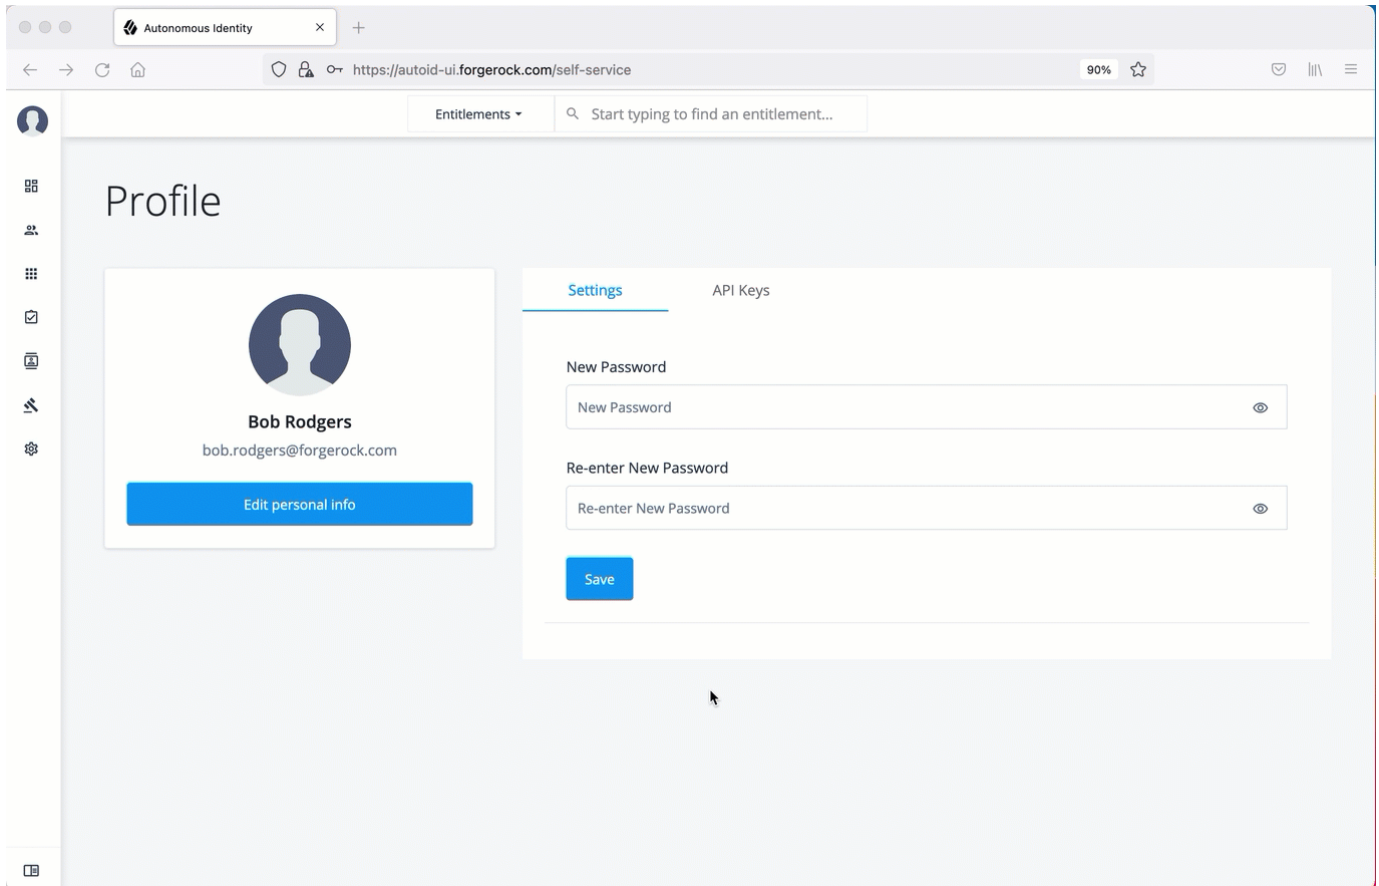 Autonomous Identity
https://autoid-ui.forgerock.com/self-service
90%
Entitlements
Start typing to find an entitlement...
Profile
Bob Rodgers
bob.rodgers@forgerock.com
Edit personal info
Settings API Keys
New Password
New Password
Re-enter New Password
Re-enter New Password
Save